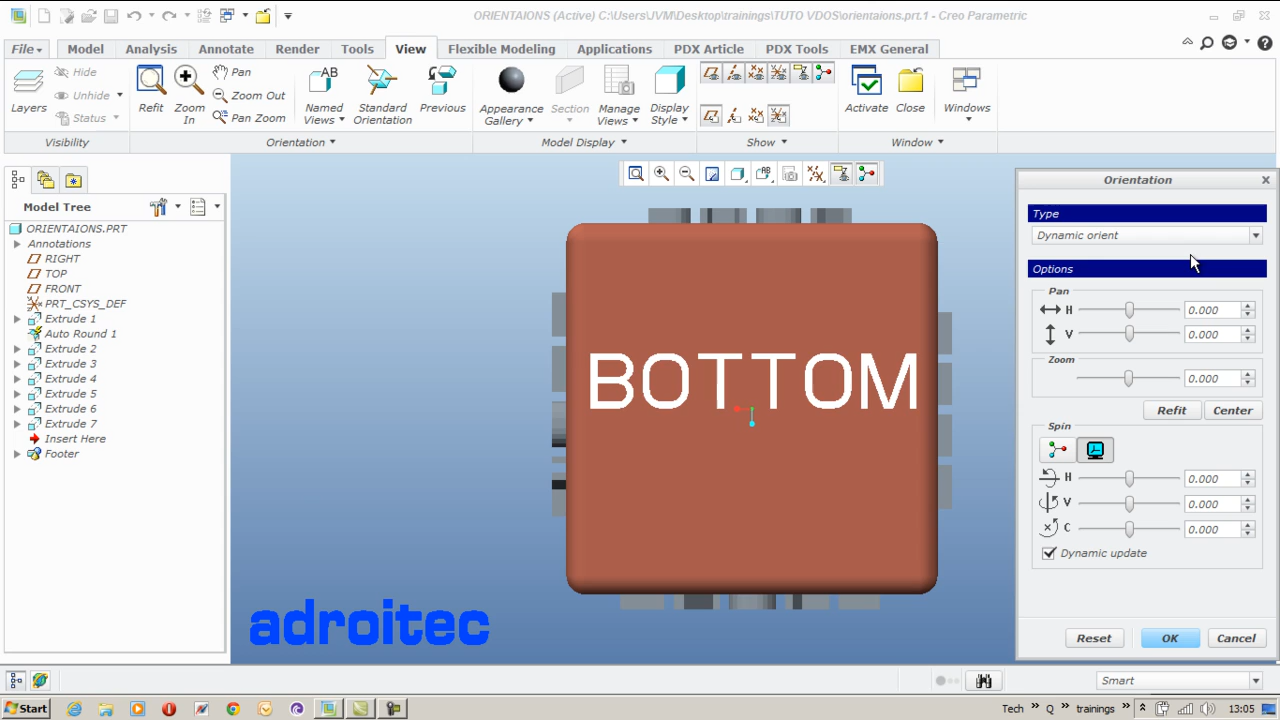 ORIENTAIONS (Active) C:\Users\JVM\Desktop\trainings\TUTO VDOS\orientaions.prt.1 - Creo Parametric
File Model Analysis Annotate Render Tools View Flexible Modeling Applications PDX Article PDX Tools EMX General
Hide Pan
Unhide Zoom Out
Status Pan Zoom
Layers Refit Zoom In Named Views Standard Orientation Previous Appearance Gallery Section Manage Views Display Style Activate Close Windows
Visibility Orientation Model Display Show Window
Model Tree
ORIENTAIONS.PRT
Annotations
RIGHT
TOP
FRONT
PRT_CSYS_DEF
Extrude 1
Auto Round 1
Extrude 2
Extrude 3
Extrude 4
Extrude 5
Extrude 6
Extrude 7
Insert Here
Footer
BOTTOM
adroitec
Orientation
Type
Dynamic orient
Options
Pan
H 0.000
V 0.000
Zoom
0.000
Refit Center
Spin
H 0.000
V 0.000
C 0.000
Dynamic update
Reset OK Cancel
Smart
Start Tech » Q » trainings » 13:05